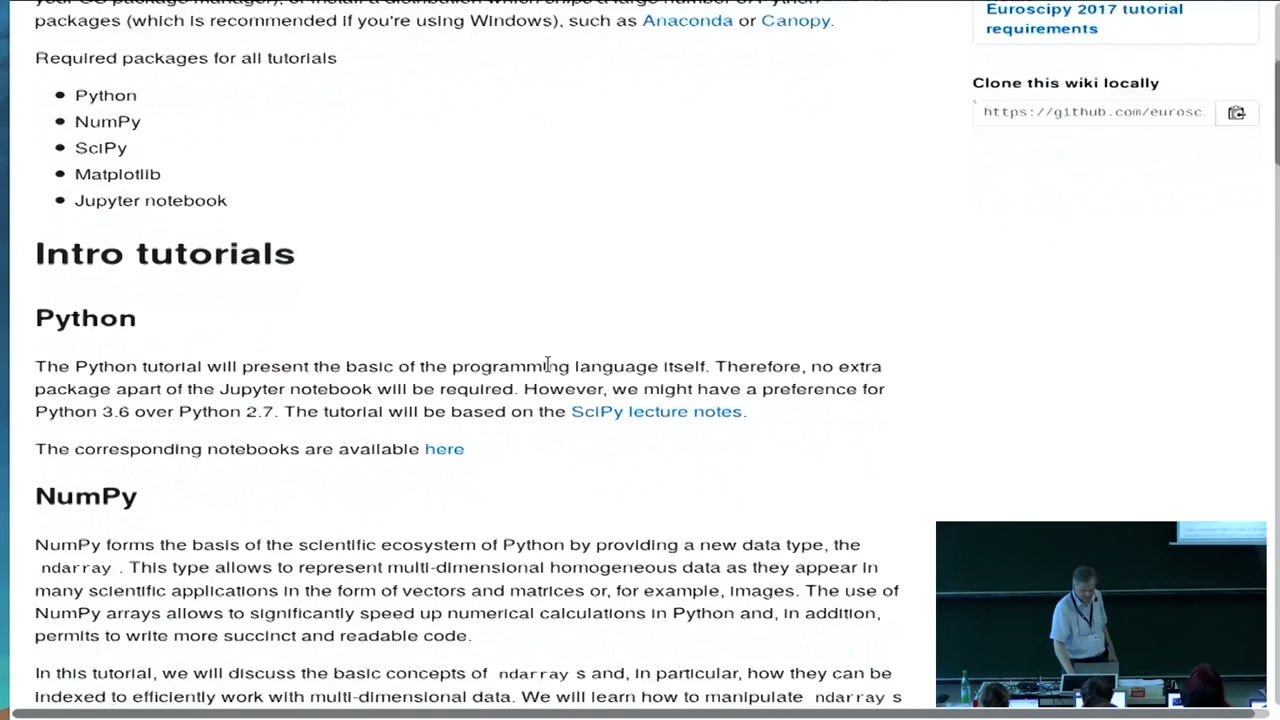 packages (which is recommended if you're using Windows), such as Anaconda or Canopy.
Required packages for all tutorials
Python
NumPy
SciPy
Matplotlib
Jupyter notebook
Intro tutorials
Python
The Python tutorial will present the basic of the programming language itself. Therefore, no extra
package apart of the Jupyter notebook will be required. However, we might have a preference for
Python 3.6 over Python 2.7. The tutorial will be based on the SciPy lecture notes.
The corresponding notebooks are available here
NumPy
NumPy forms the basis of the scientific ecosystem of Python by providing a new data type, the
ndarray . This type allows to represent multi-dimensional homogeneous data as they appear in
many scientific applications in the form of vectors and matrices or, for example, images. The use of
NumPy arrays allows to significantly speed up numerical calculations in Python and, in addition,
permits to write more succinct and readable code.
In this tutorial, we will discuss the basic concepts of ndarray s and, in particular, how they can be
indexed to efficiently work with multi-dimensional data. We will learn how to manipulate ndarray s
Euroscipy 2017 tutorial
requirements
Clone this wiki locally
https://github.com/eurosc